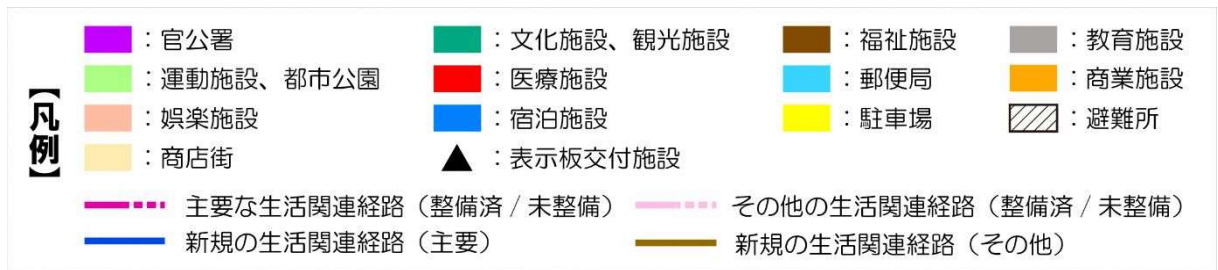 【凡例】
：官公署 ：文化施設、観光施設 ：福祉施設 ：教育施設
：運動施設、都市公園 ：医療施設 ：郵便局 ：商業施設
：娯楽施設 ：宿泊施設 ：駐車場 ：避難所
：商店街 ：表示板交付施設
主要な生活関連経路（整備済 / 未整備） その他の生活関連経路（整備済 / 未整備）
新規の生活関連経路（主要） 新規の生活関連経路（その他）